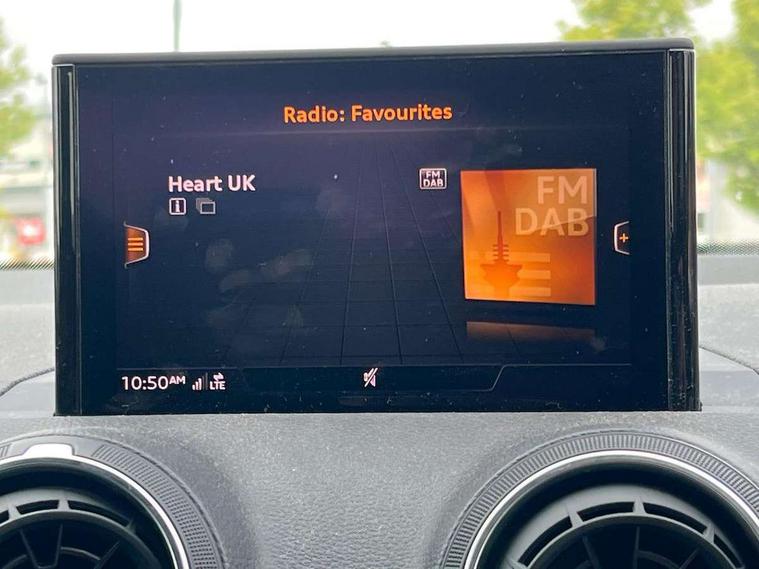 Radio: Favourites
Heart UK
FM
DAB
FM
DAB
10:50AM
LTE